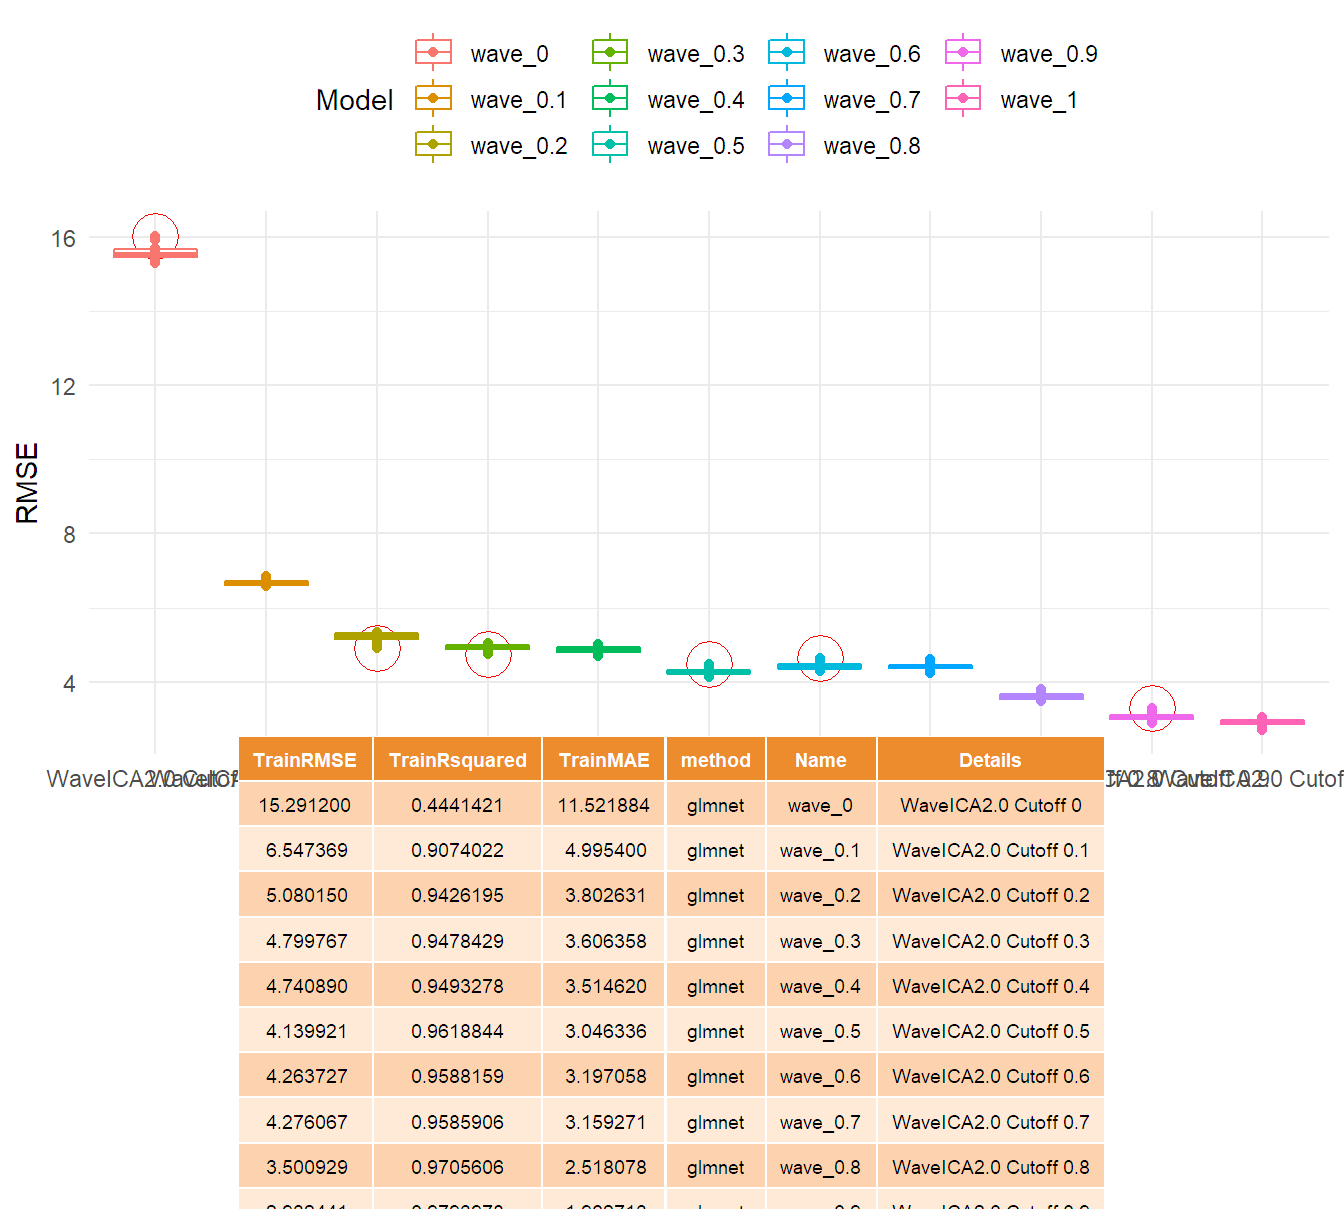 wave_0 wave_0.3 wave_0.6 wave_0.9
Model wave_0.1 wave_0.4 wave_0.7 wave_1
wave_0.2 wave_0.5 wave_0.8
16
12
RMSE
8
4
TrainRMSE TrainRsquared TrainMAE method Name Details
WaveICA2.0 Cutoff
15.291200 0.4441421 11.521884 glmnet wave_0 WaveICA2.0 Cutoff 0
6.547369 0.9074022 4.995400 glmnet wave_0.1 WaveICA2.0 Cutoff 0.1
5.080150 0.9426195 3.802631 glmnet wave_0.2 WaveICA2.0 Cutoff 0.2
4.799767 0.9478429 3.606358 glmnet wave_0.3 WaveICA2.0 Cutoff 0.3
4.740890 0.9493278 3.514620 glmnet wave_0.4 WaveICA2.0 Cutoff 0.4
4.139921 0.9618844 3.046336 glmnet wave_0.5 WaveICA2.0 Cutoff 0.5
4.263727 0.9588159 3.197058 glmnet wave_0.6 WaveICA2.0 Cutoff 0.6
4.276067 0.9585906 3.159271 glmnet wave_0.7 WaveICA2.0 Cutoff 0.7
3.500929 0.9705606 2.518078 glmnet wave_0.8 WaveICA2.0 Cutoff 0.8